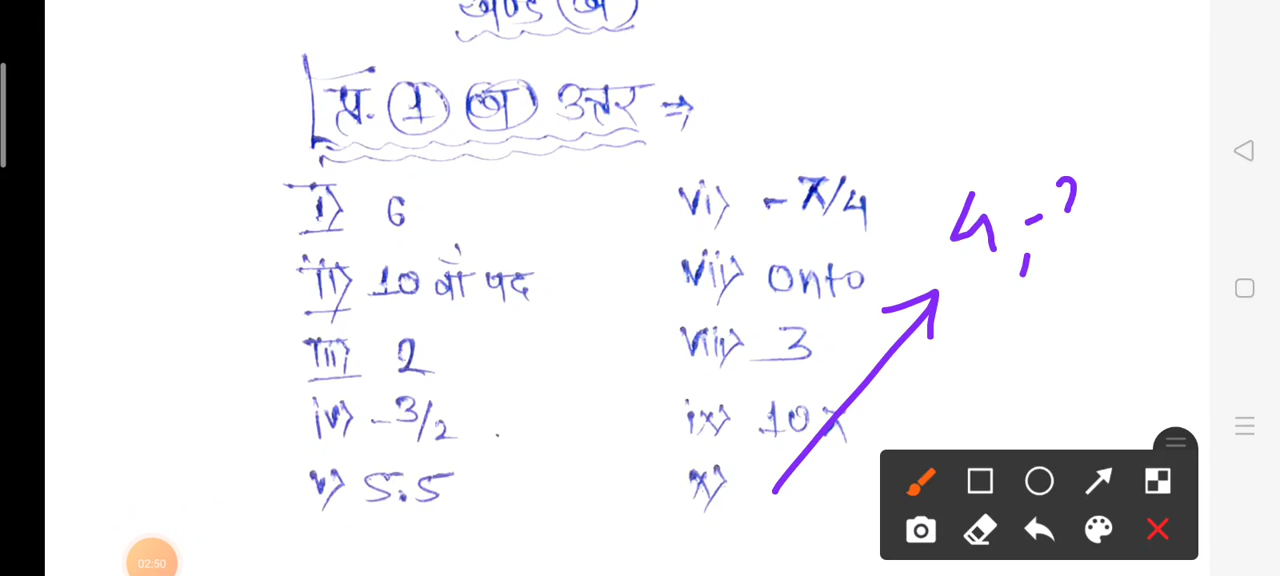 खण्ड (ब)
प्र. 1 (ब) उत्तर ⇒
i) 6
ii) 10 वाँ पद
iii) 2
iv) -3/2
v) 5.5
vi) -π/4
vii) onto
viii) 3
ix) 10x
x)
4,-?
02:50